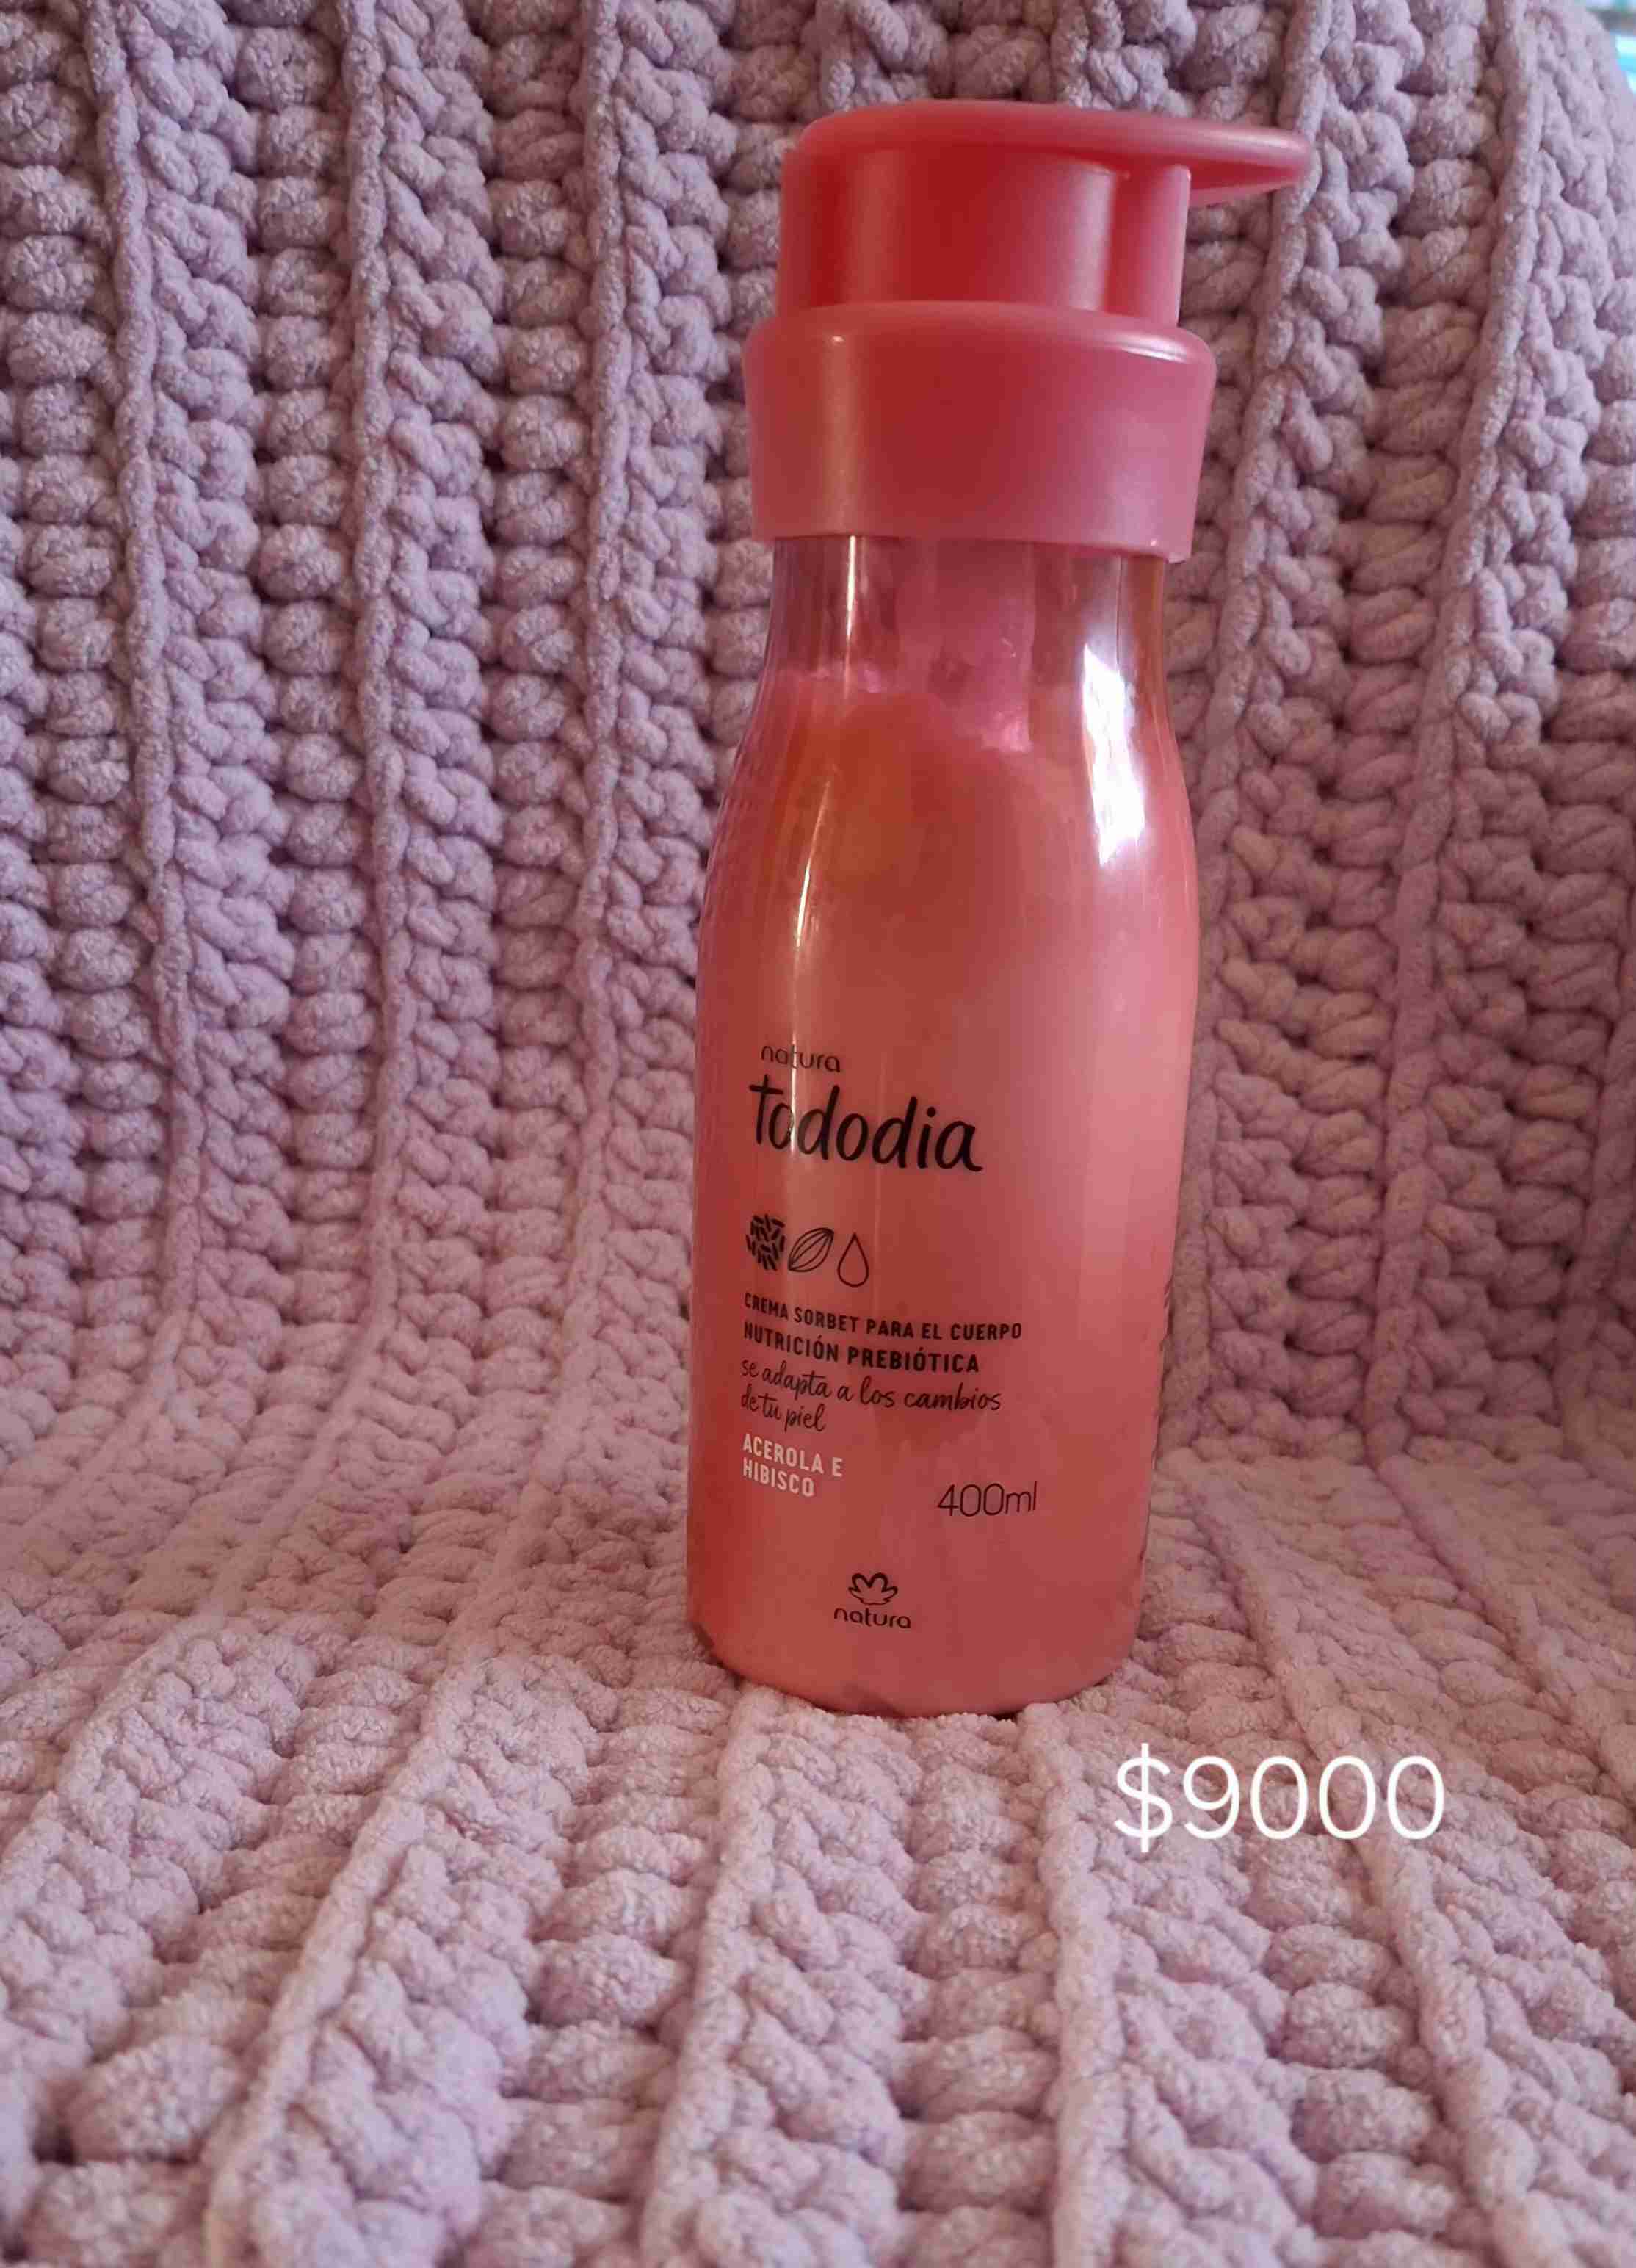 natura
tododia
CREMA SORBET PARA EL CUERPO
NUTRICIÓN PREBIÓTICA
se adapta a los cambios
de tu piel
ACEROLA E
HIBISCO
400ml
natura
$9000